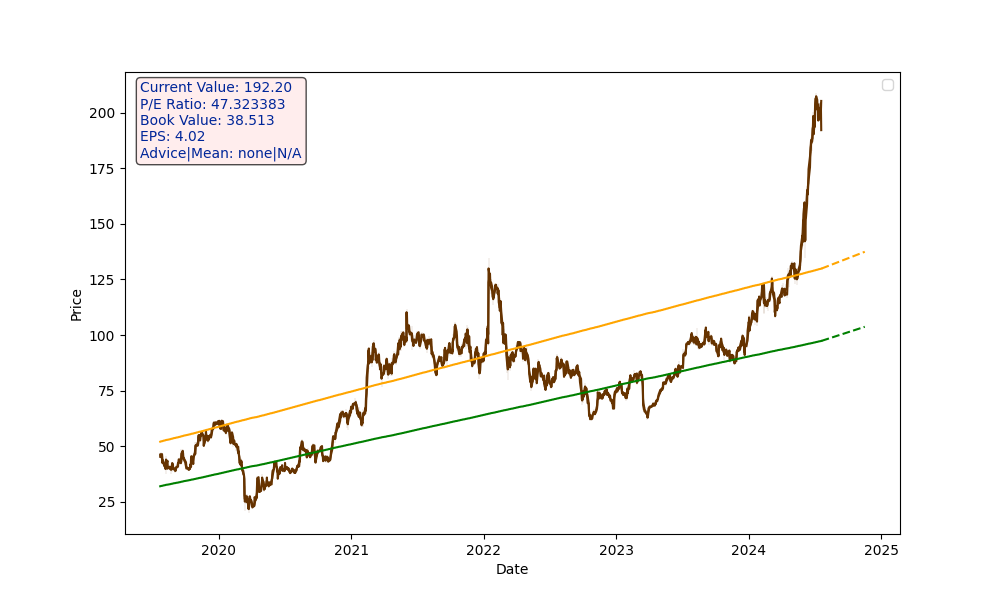 Current Value: 192.20
P/E Ratio: 47.323383
Book Value: 38.513
EPS: 4.02
Advice|Mean: none|N/A
200
175
150
125
100
75
50
25
Price
2020
2021
2022
2023
2024
2025
Date